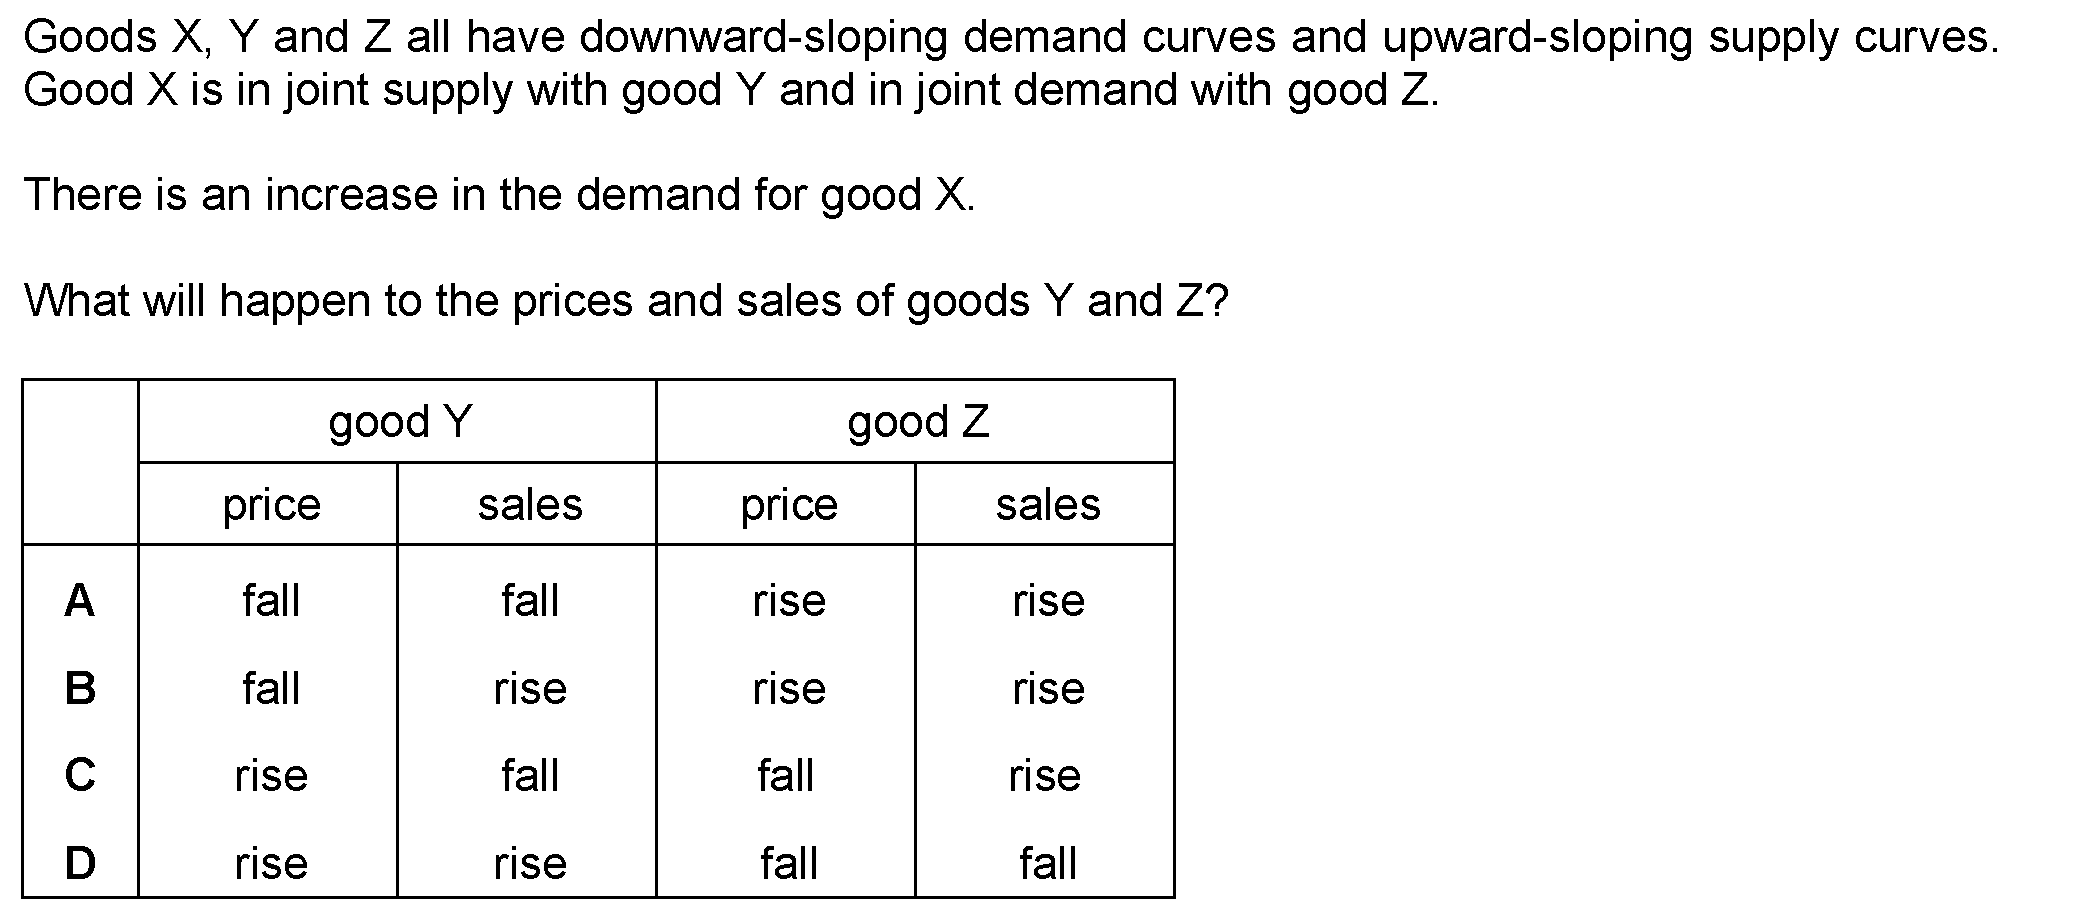 Goods X, Y and Z all have downward-sloping demand curves and upward-sloping supply curves.
Good X is in joint supply with good Y and in joint demand with good Z.
There is an increase in the demand for good X.
What will happen to the prices and sales of goods Y and Z?
good Y good Z
price sales price sales
A fall fall rise rise
B fall rise rise rise
C rise fall fall rise
D rise rise fall fall